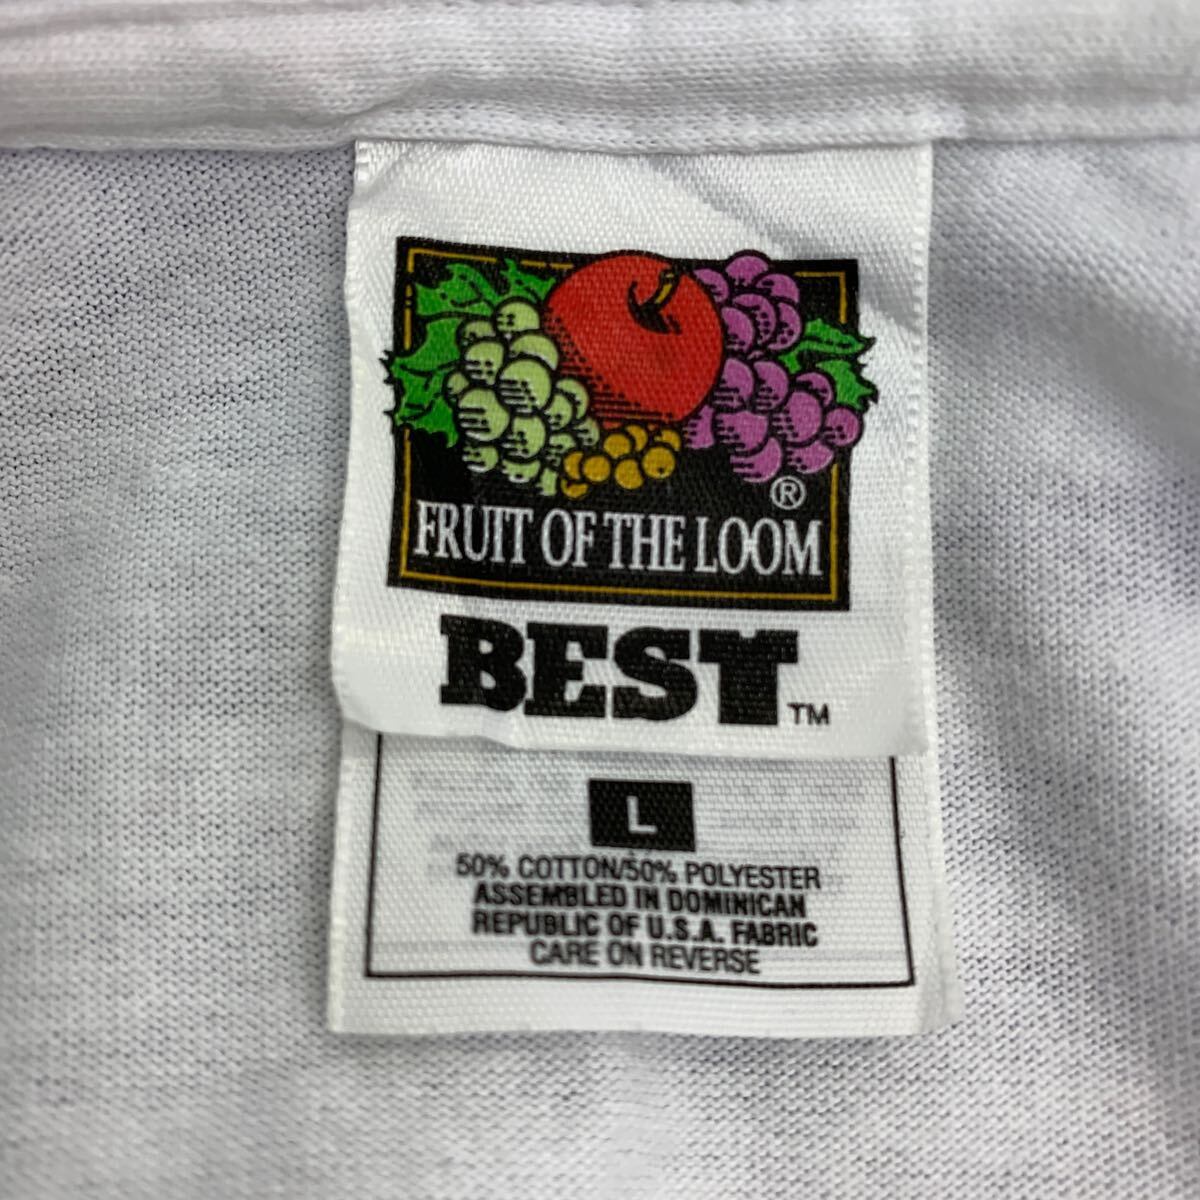 ®
FRUIT OF THE LOOM
BEST™
L
50% COTTON/50% POLYESTER
ASSEMBLED IN DOMINICAN
REPUBLIC OF U.S.A. FABRIC
CARE ON REVERSE